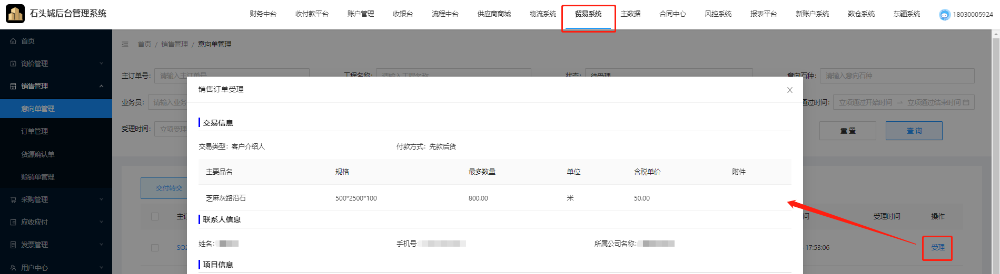 石头城后台管理系统 财务中台 收付款平台 账户管理 收银台 流程中台 供应商商城 物流系统 贸易系统 主数据 合同中心 风控系统 报表平台 新账户系统 数仓系统 东疆系统 18030005924
首页
询价管理
销售管理
意向单管理
订单管理
货源确认单
赊销单管理
采购管理
应收应付
发票管理
用户中心
首页 / 销售管理 / 意向单管理
主订单号: 请输入主订单号 工程名称: 请输入工程名称 状态: 待受理 意向石种: 请输入意向石种
业务员: 请输入业务 通过时间: 立项通过开始时间 → 立项通过结束时间
受理时间: 立项受理 重置 查询
交付转交
主订 间 受理时间 操作
SO2 17:53:06 受理
销售订单受理
交易信息
交易类型: 客户介绍人 付款方式: 先款后货
主要品名 规格 最多数量 单位 含税单价 附件
芝麻灰路沿石 500*2500*100 800.00 米 50.00
联系人信息
姓名: 手机号: 所属公司名称:
项目信息